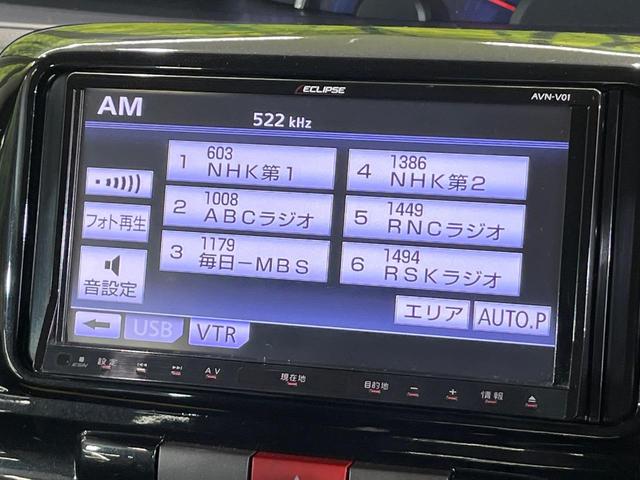 ECLIPSE
AVN-V01
AM
522 kHz
1 603 NHK第1
4 1386 NHK第2
2 1008 ABCラジオ
5 1449 RNCラジオ
3 1179 毎日-MBS
6 1494 RSKラジオ
フォト再生
音設定
エリア
AUTO.P
USB
VTR
設定
AV
現在地
目的地
－
＋
情報